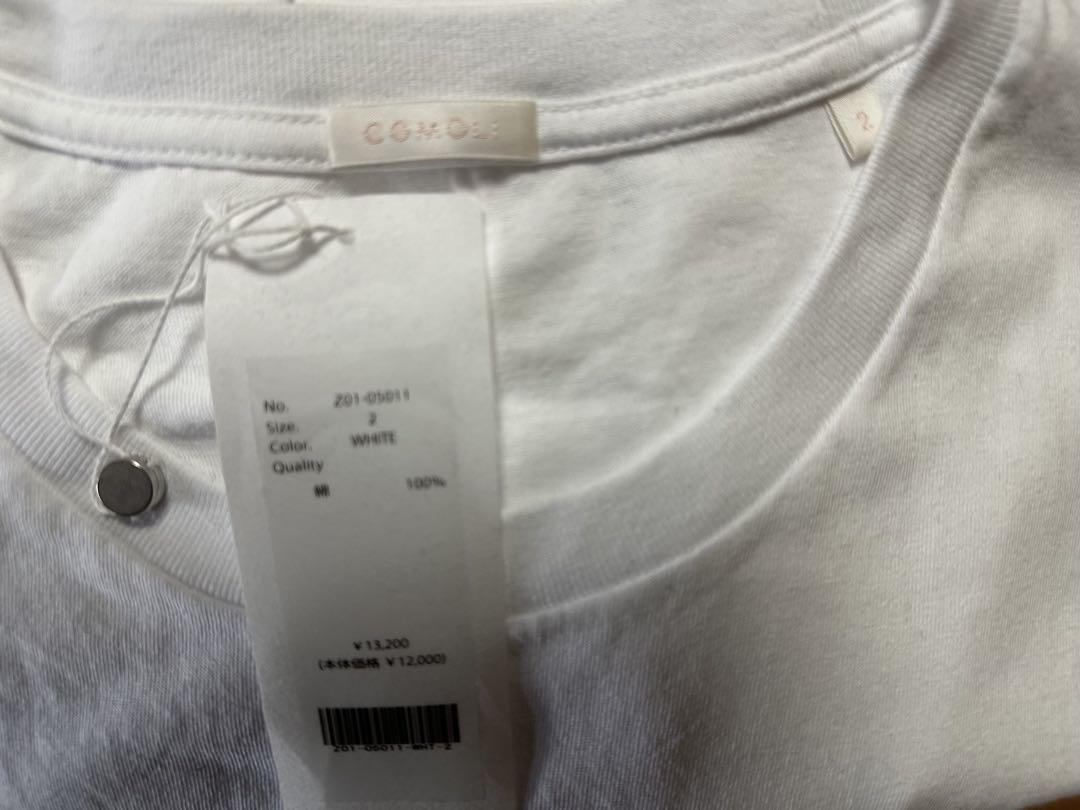 COMOLI
2
No. Z01-05011
Size. 2
Color. WHITE
Quality
綿 100%
¥13,200
(本体価格 ¥12,000)
Z01-05011-WHT-2